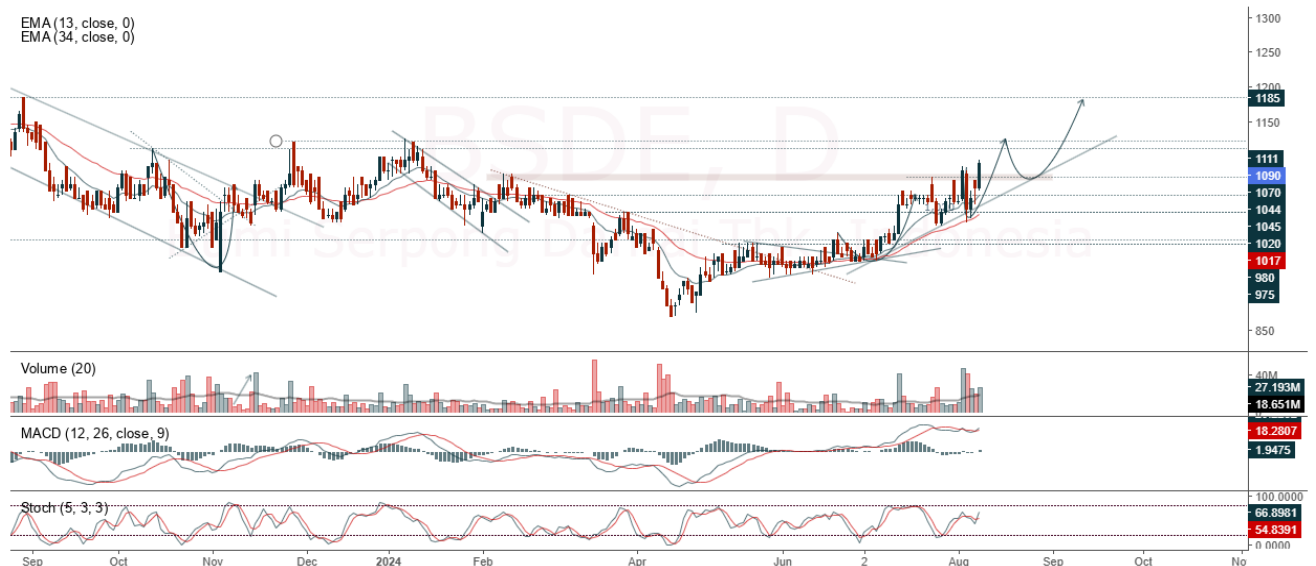 EMA (13, close, 0)
EMA (34, close, 0)
BSDE, D
1300
1250
1200
1185
1150
1111
1090
1070
1044
1045
1020
1017
980
975
850
Volume (20)
40M
27.193M
18.651M
MACD (12, 26, close, 9)
18.2807
1.9475
Stoch (5, 3, 3)
100.0000
66.8981
54.8391
0.0000
Sep Oct Nov Dec 2024 Feb Apr Jun 2 Aug Sep Oct No